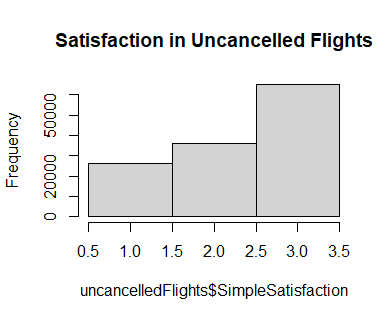 Satisfaction in Uncancelled Flights
Frequency
50000
20000
0
0.5 1.0 1.5 2.0 2.5 3.0 3.5
uncancelledFlights$SimpleSatisfaction